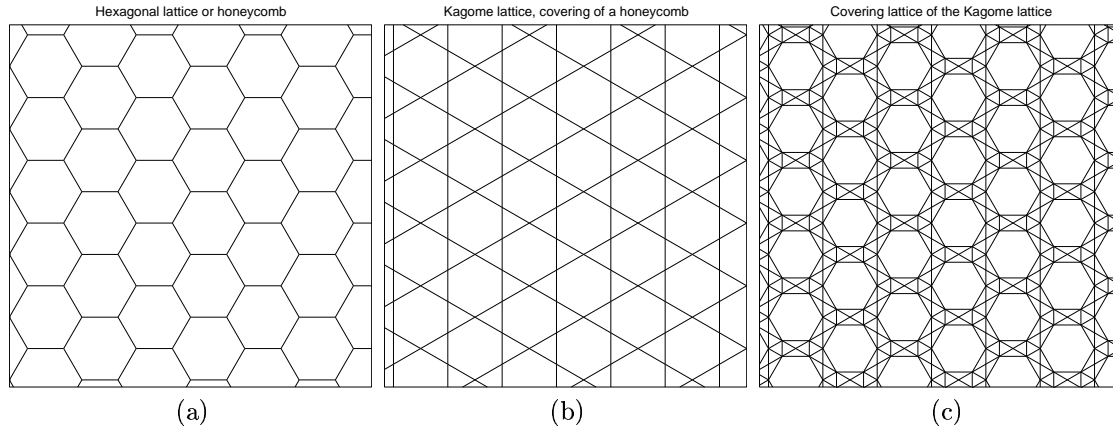 Hexagonal lattice or honeycomb
Kagome lattice, covering of a honeycomb
Covering lattice of the Kagome lattice
(a)
(b)
(c)